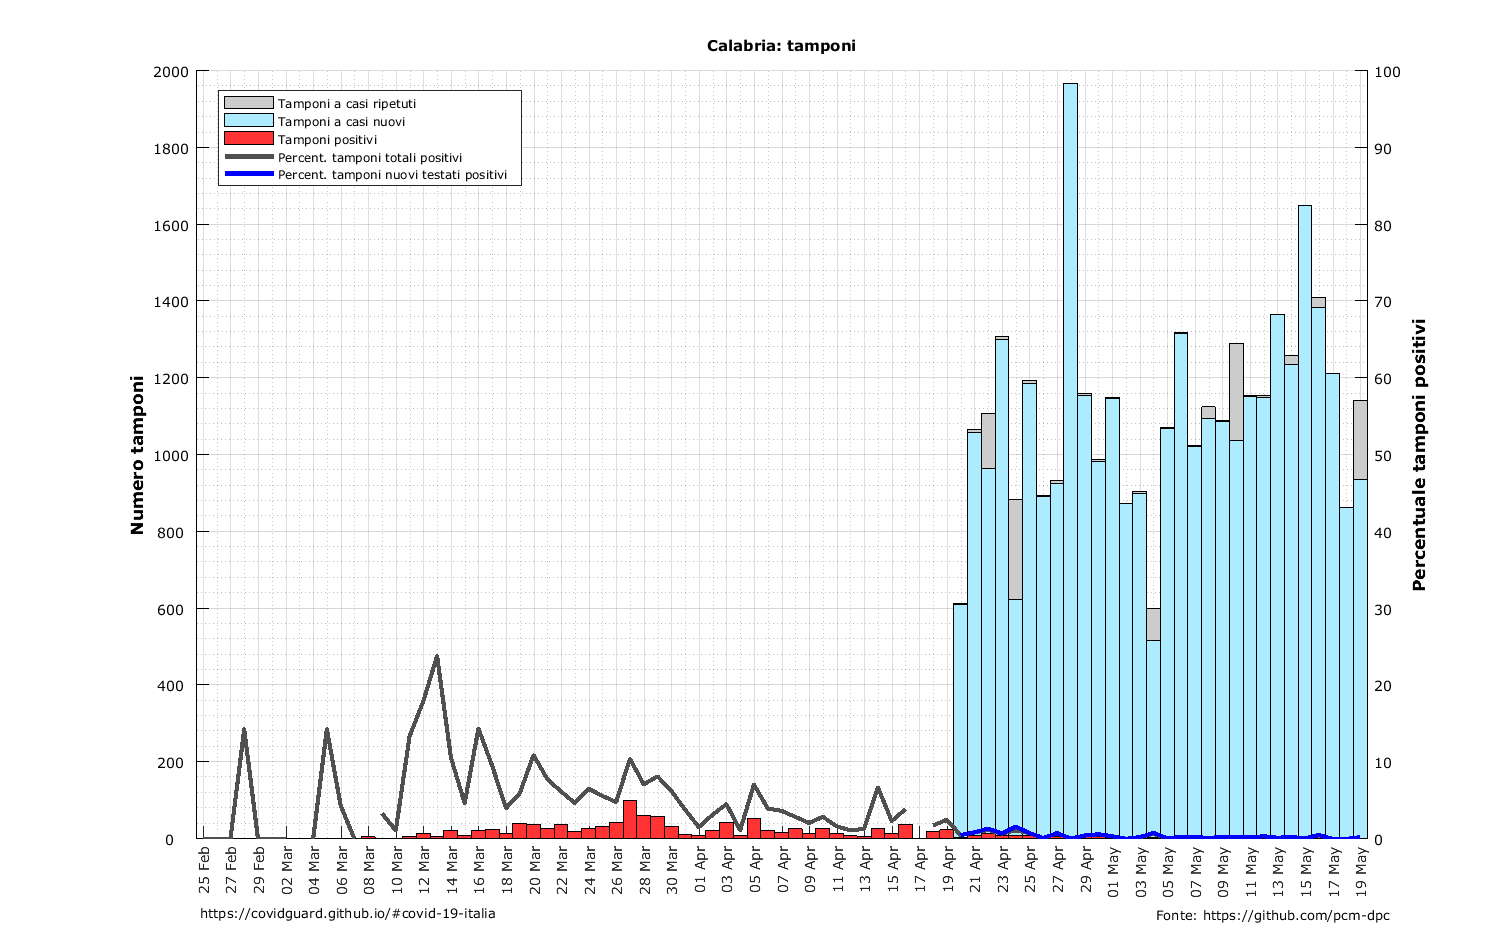 Calabria: tamponi
Tamponi a casi ripetuti
Tamponi a casi nuovi
Tamponi positivi
Percent. tamponi totali positivi
Percent. tamponi nuovi testati positivi
Numero tamponi
2000
1800
1600
1400
1200
1000
800
600
400
200
0
Percentuale tamponi positivi
100
90
80
70
60
50
40
30
20
10
0
25 Feb
27 Feb
29 Feb
02 Mar
04 Mar
06 Mar
08 Mar
10 Mar
12 Mar
14 Mar
16 Mar
18 Mar
20 Mar
22 Mar
24 Mar
26 Mar
28 Mar
30 Mar
01 Apr
03 Apr
05 Apr
07 Apr
09 Apr
11 Apr
13 Apr
15 Apr
17 Apr
19 Apr
21 Apr
23 Apr
25 Apr
27 Apr
29 Apr
01 May
03 May
05 May
07 May
09 May
11 May
13 May
15 May
17 May
19 May
https://covidguard.github.io/#covid-19-italia
Fonte: https://github.com/pcm-dpc